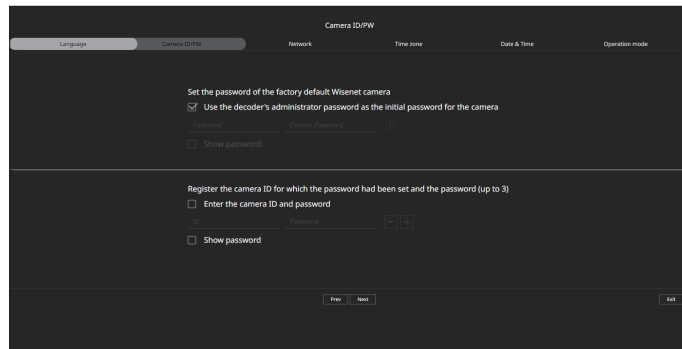 Camera ID/PW
Language Camera ID/PW Network Time zone Date & Time Operation mode
Set the password of the factory default Wisenet camera
Use the decoder's administrator password as the initial password for the camera
Password Confirm Password
Show password
Register the camera ID for which the password had been set and the password (up to 3)
Enter the camera ID and password
ID Password
Show password
Prev Next Exit